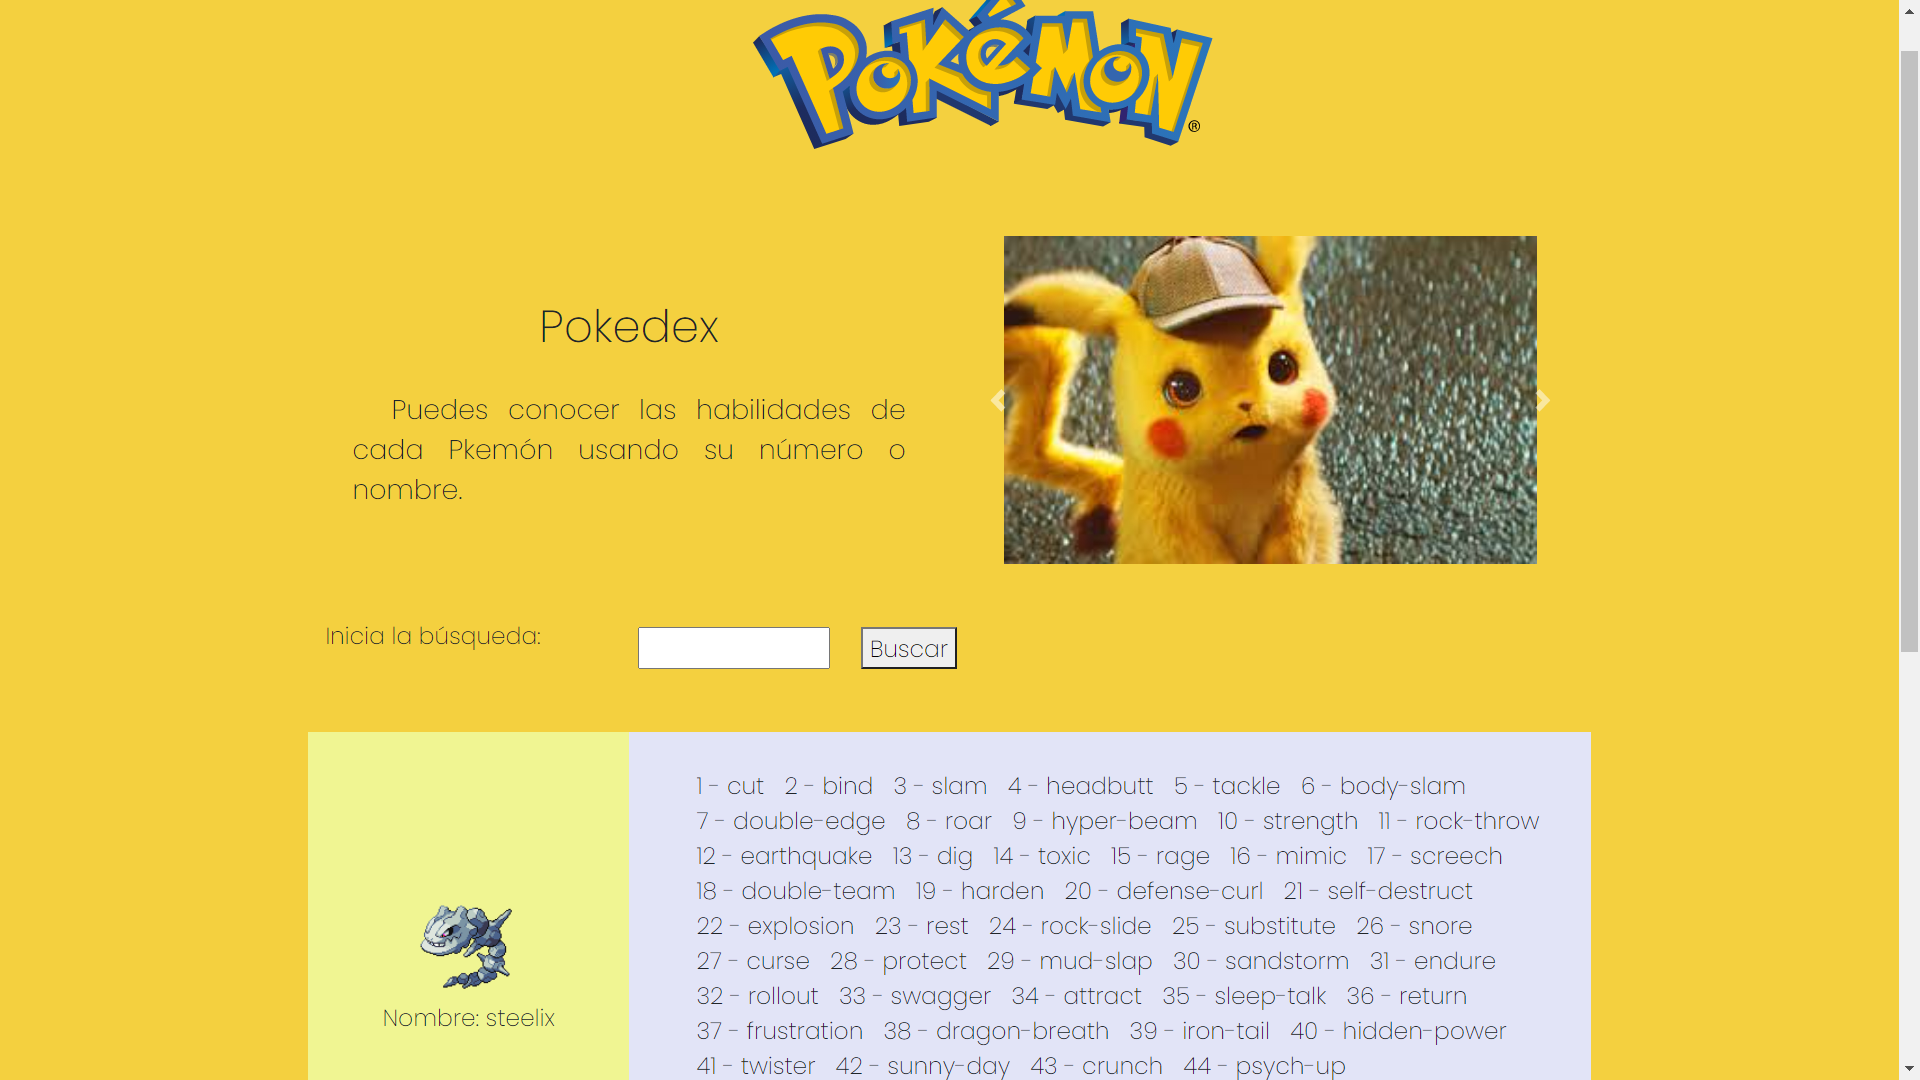 POKéMON®
Pokedex
Puedes conocer las habilidades de
cada Pkemón usando su número o
nombre.
Inicia la búsqueda:
Buscar
1 - cut 2 - bind 3 - slam 4 - headbutt 5 - tackle 6 - body-slam
7 - double-edge 8 - roar 9 - hyper-beam 10 - strength 11 - rock-throw
12 - earthquake 13 - dig 14 - toxic 15 - rage 16 - mimic 17 - screech
18 - double-team 19 - harden 20 - defense-curl 21 - self-destruct
22 - explosion 23 - rest 24 - rock-slide 25 - substitute 26 - snore
27 - curse 28 - protect 29 - mud-slap 30 - sandstorm 31 - endure
32 - rollout 33 - swagger 34 - attract 35 - sleep-talk 36 - return
37 - frustration 38 - dragon-breath 39 - iron-tail 40 - hidden-power
41 - twister 42 - sunny-day 43 - crunch 44 - psych-up
Nombre: steelix